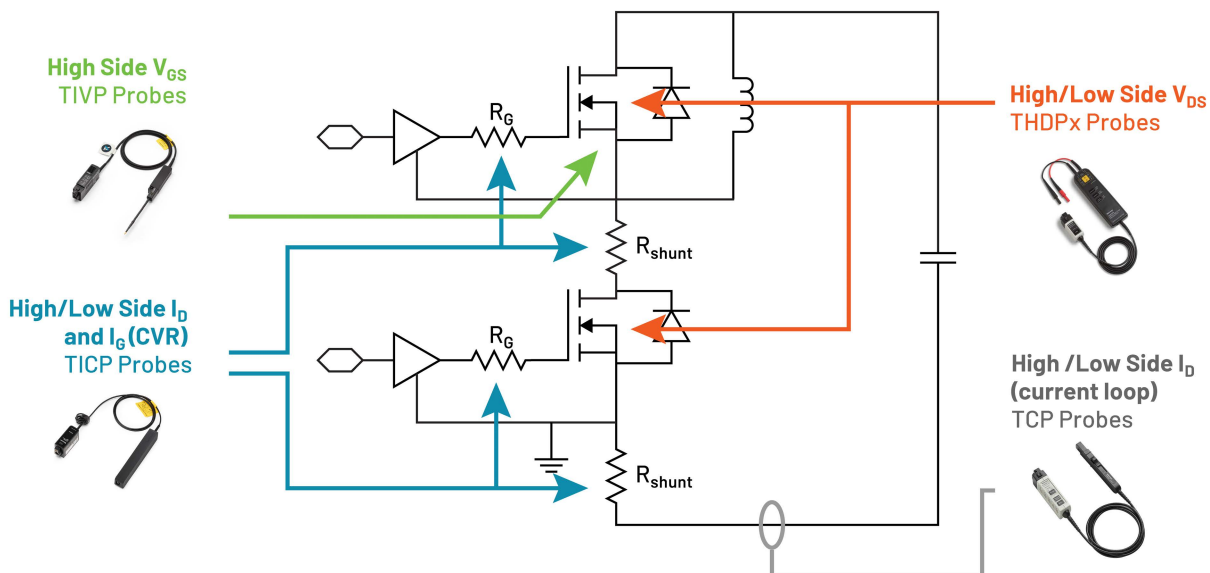 High Side VGS
TIVP Probes
High/Low Side ID
and IG (CVR)
TICP Probes
RG
Rshunt
RG
Rshunt
High/Low Side VDS
THDPx Probes
High /Low Side ID
(current loop)
TCP Probes